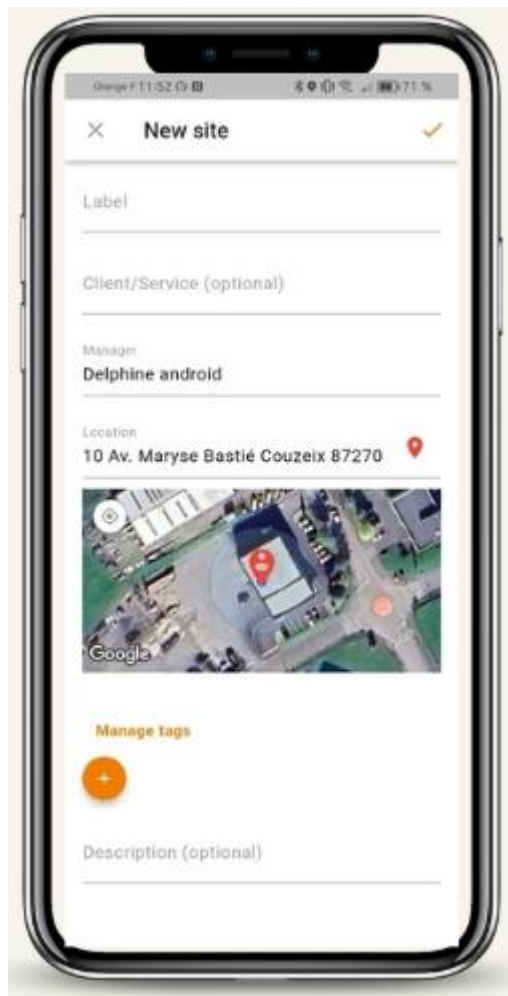 Orange F 11:52
71 %
New site
Label
Client/Service (optional)
Manager
Delphine android
Location
10 Av. Maryse Bastié Couzeix 87270
Google
Manage tags
+
Description (optional)